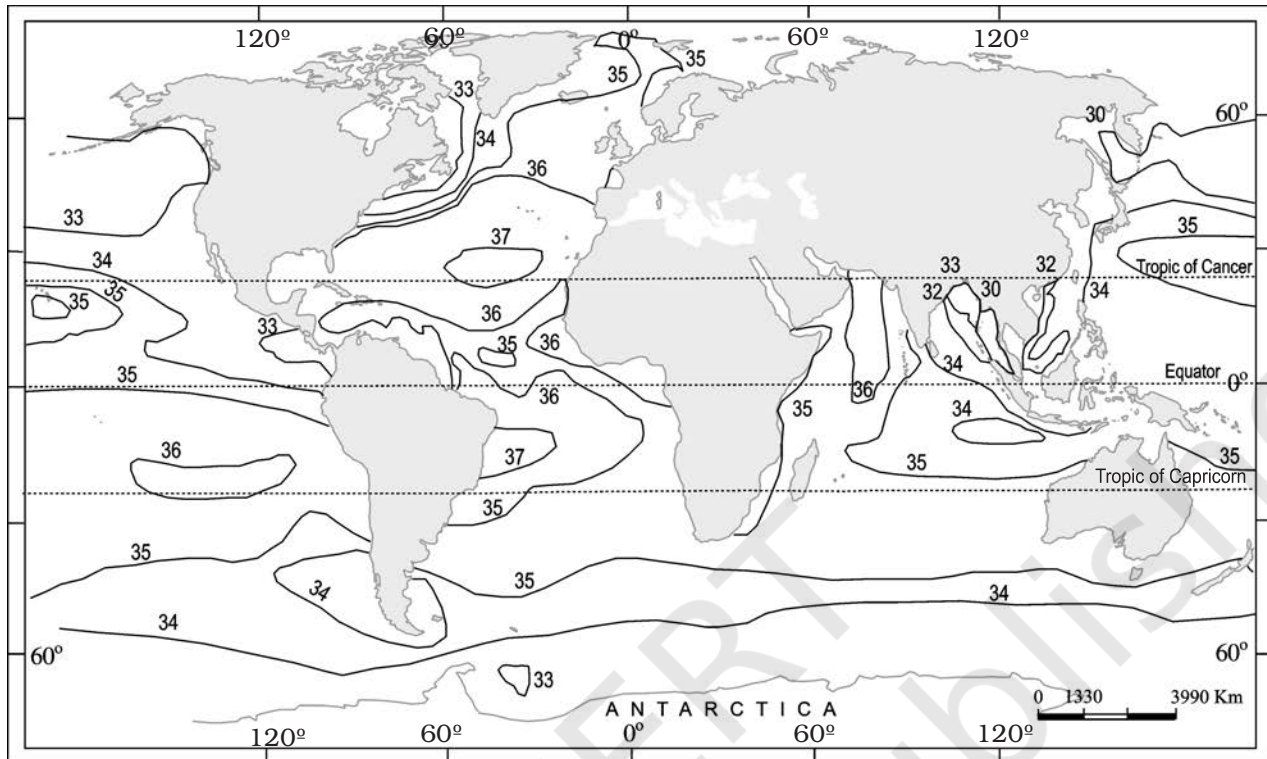 120º 60º 0º 60º 120º
35 35
33
60º 30 60º
34
36
33 35
37
34 Tropic of Cancer
33 32
35 35 32 30 34
36
33 35 36
34
35 36 Equator 0º
36 35 34
36 37 35 35
Tropic of Capricorn
35
35 35
34 34
34
60º 60º
33
0 1330 3990 Km
ANTARCTICA
120º 60º 0º 60º 120º